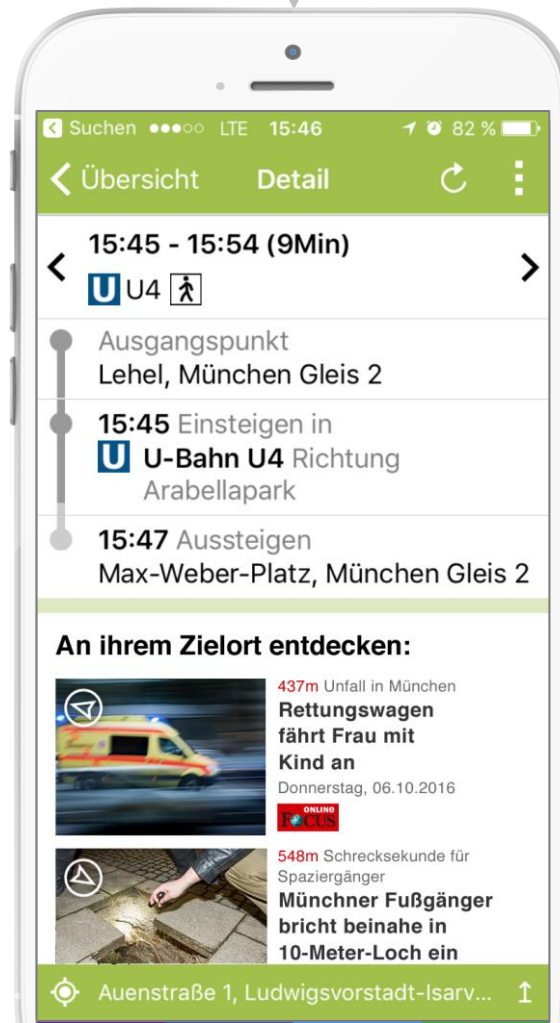 Suchen LTE 15:46 82 %
Übersicht Detail
15:45 - 15:54 (9Min)
U U4
Ausgangspunkt
Lehel, München Gleis 2
15:45 Einsteigen in
U U-Bahn U4 Richtung
Arabellapark
15:47 Aussteigen
Max-Weber-Platz, München Gleis 2
An ihrem Zielort entdecken:
437m Unfall in München
Rettungswagen
fährt Frau mit
Kind an
Donnerstag, 06.10.2016
ONLINE
FOCUS
548m Schrecksekunde für
Spaziergänger
Münchner Fußgänger
bricht beinahe in
10-Meter-Loch ein
Auenstraße 1, Ludwigsvorstadt-Isarv...